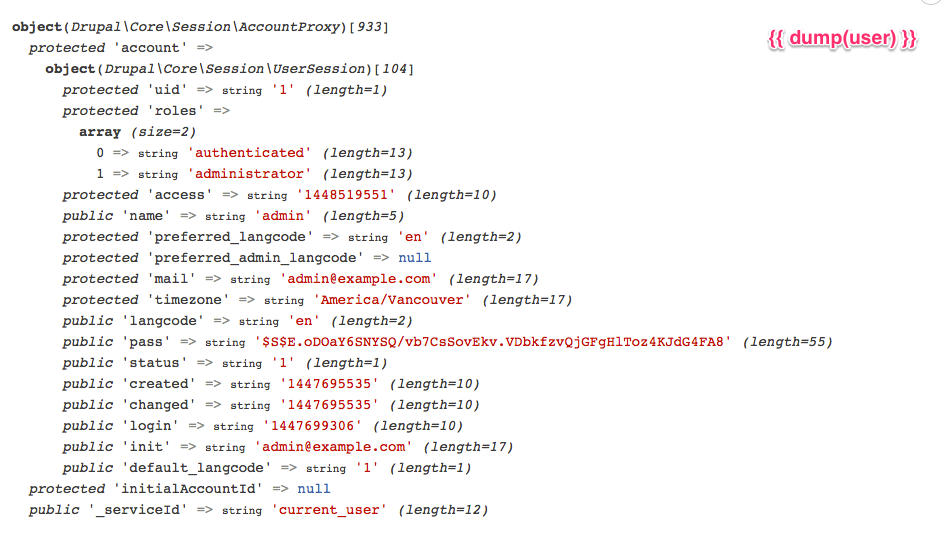 object(Drupal\Core\Session\AccountProxy)[933]
{{ dump(user) }}
protected 'account' =>
object(Drupal\Core\Session\UserSession)[104]
protected 'uid' => string '1' (length=1)
protected 'roles' =>
array (size=2)
0 => string 'authenticated' (length=13)
1 => string 'administrator' (length=13)
protected 'access' => string '1448519551' (length=10)
public 'name' => string 'admin' (length=5)
protected 'preferred_langcode' => string 'en' (length=2)
protected 'preferred_admin_langcode' => null
protected 'mail' => string 'admin@example.com' (length=17)
protected 'timezone' => string 'America/Vancouver' (length=17)
public 'langcode' => string 'en' (length=2)
public 'pass' => string '$S$E.oDOaY6SNYSQ/vb7CsSovEkv.VDbkfzvQjGFgHlToz4KJdG4FA8' (length=55)
public 'status' => string '1' (length=1)
public 'created' => string '1447695535' (length=10)
public 'changed' => string '1447695535' (length=10)
public 'login' => string '1447699306' (length=10)
public 'init' => string 'admin@example.com' (length=17)
public 'default_langcode' => string '1' (length=1)
protected 'initialAccountId' => null
public '_serviceId' => string 'current_user' (length=12)